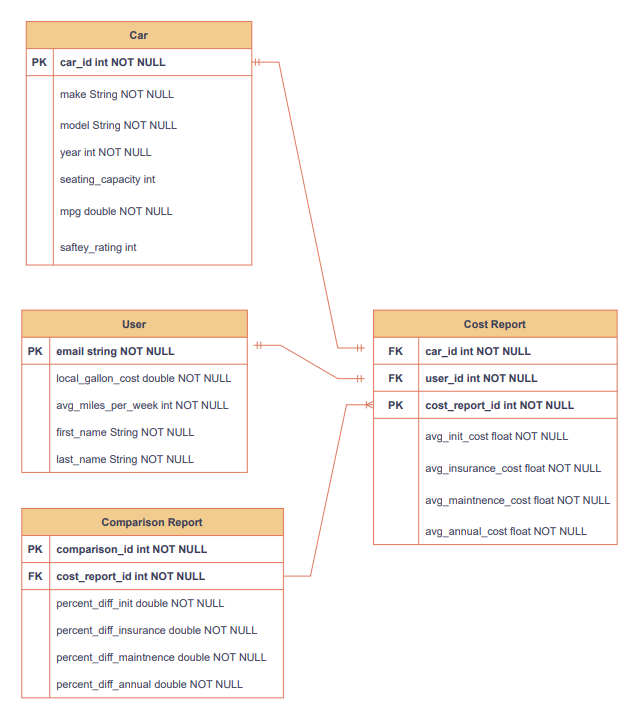 Car
PK car_id int NOT NULL
make String NOT NULL
model String NOT NULL
year int NOT NULL
seating_capacity int
mpg double NOT NULL
saftey_rating int
User
PK email string NOT NULL
local_gallon_cost double NOT NULL
avg_miles_per_week int NOT NULL
first_name String NOT NULL
last_name String NOT NULL
Cost Report
FK car_id int NOT NULL
FK user_id int NOT NULL
PK cost_report_id int NOT NULL
avg_init_cost float NOT NULL
avg_insurance_cost float NOT NULL
avg_maintnence_cost float NOT NULL
avg_annual_cost float NOT NULL
Comparison Report
PK comparison_id int NOT NULL
FK cost_report_id int NOT NULL
percent_diff_init double NOT NULL
percent_diff_insurance double NOT NULL
percent_diff_maintnence double NOT NULL
percent_diff_annual double NOT NULL